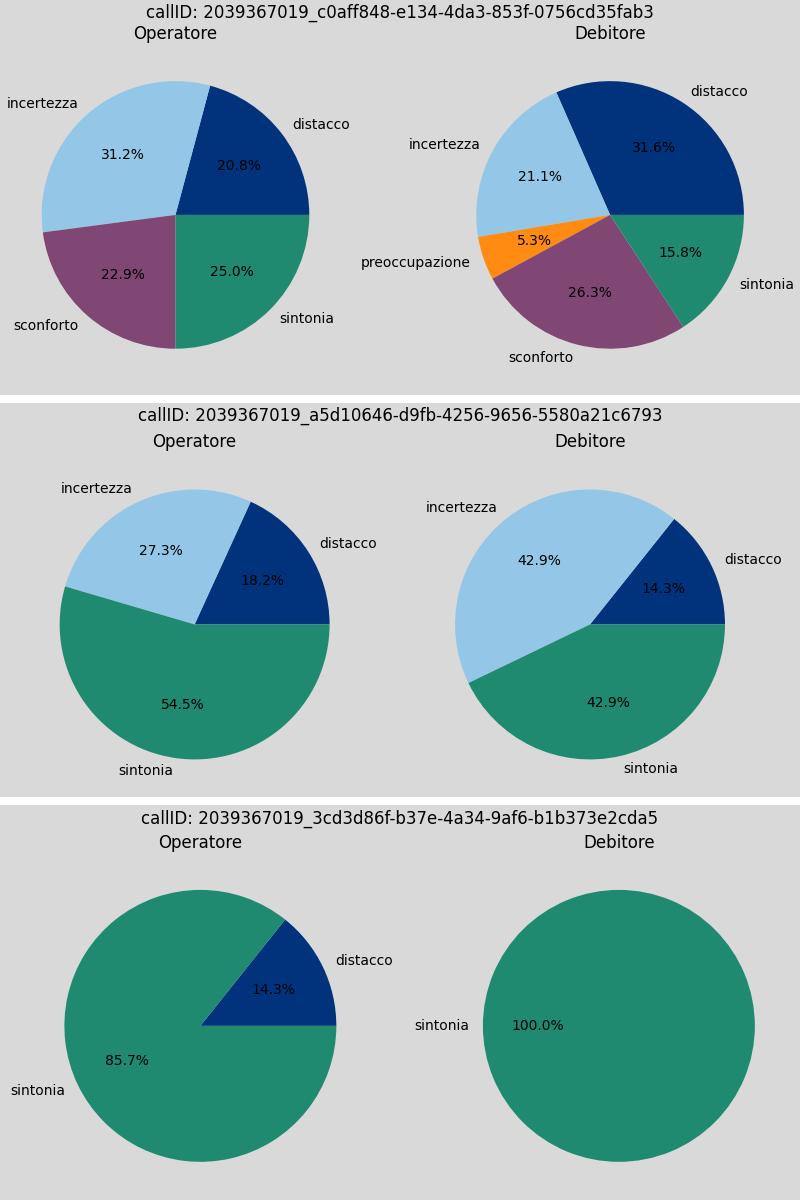 callID: 2039367019_c0aff848-e134-4da3-853f-0756cd35fab3
Operatore
Debitore
incertezza
distacco
31.2%
20.8%
22.9%
25.0%
sconforto
sintonia
distacco
incertezza
31.6%
21.1%
5.3%
preoccupazione
15.8%
26.3%
sintonia
sconforto
callID: 2039367019_a5d10646-d9fb-4256-9656-5580a21c6793
Operatore
Debitore
incertezza
distacco
27.3%
18.2%
54.5%
sintonia
incertezza
distacco
42.9%
14.3%
42.9%
sintonia
callID: 2039367019_3cd3d86f-b37e-4a34-9af6-b1b373e2cda5
Operatore
Debitore
distacco
14.3%
85.7%
sintonia
sintonia
100.0%